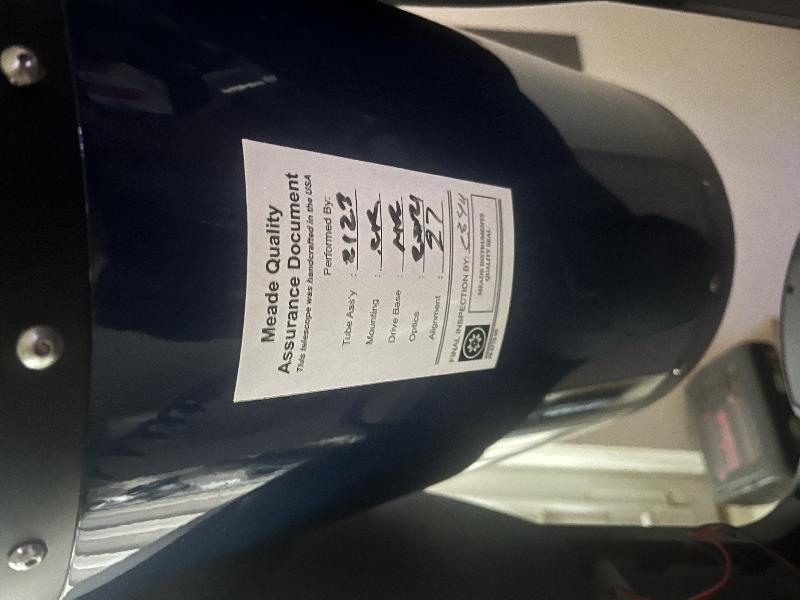 Meade Quality
Assurance Document
This telescope was handcrafted in the USA
Performed By:
Tube Ass'y : 2123
Mounting :
Drive Base :
Optics :
Alignment : 27
FINAL INSPECTION BY:
MEADE INSTRUMENTS
QUALITY SEAL